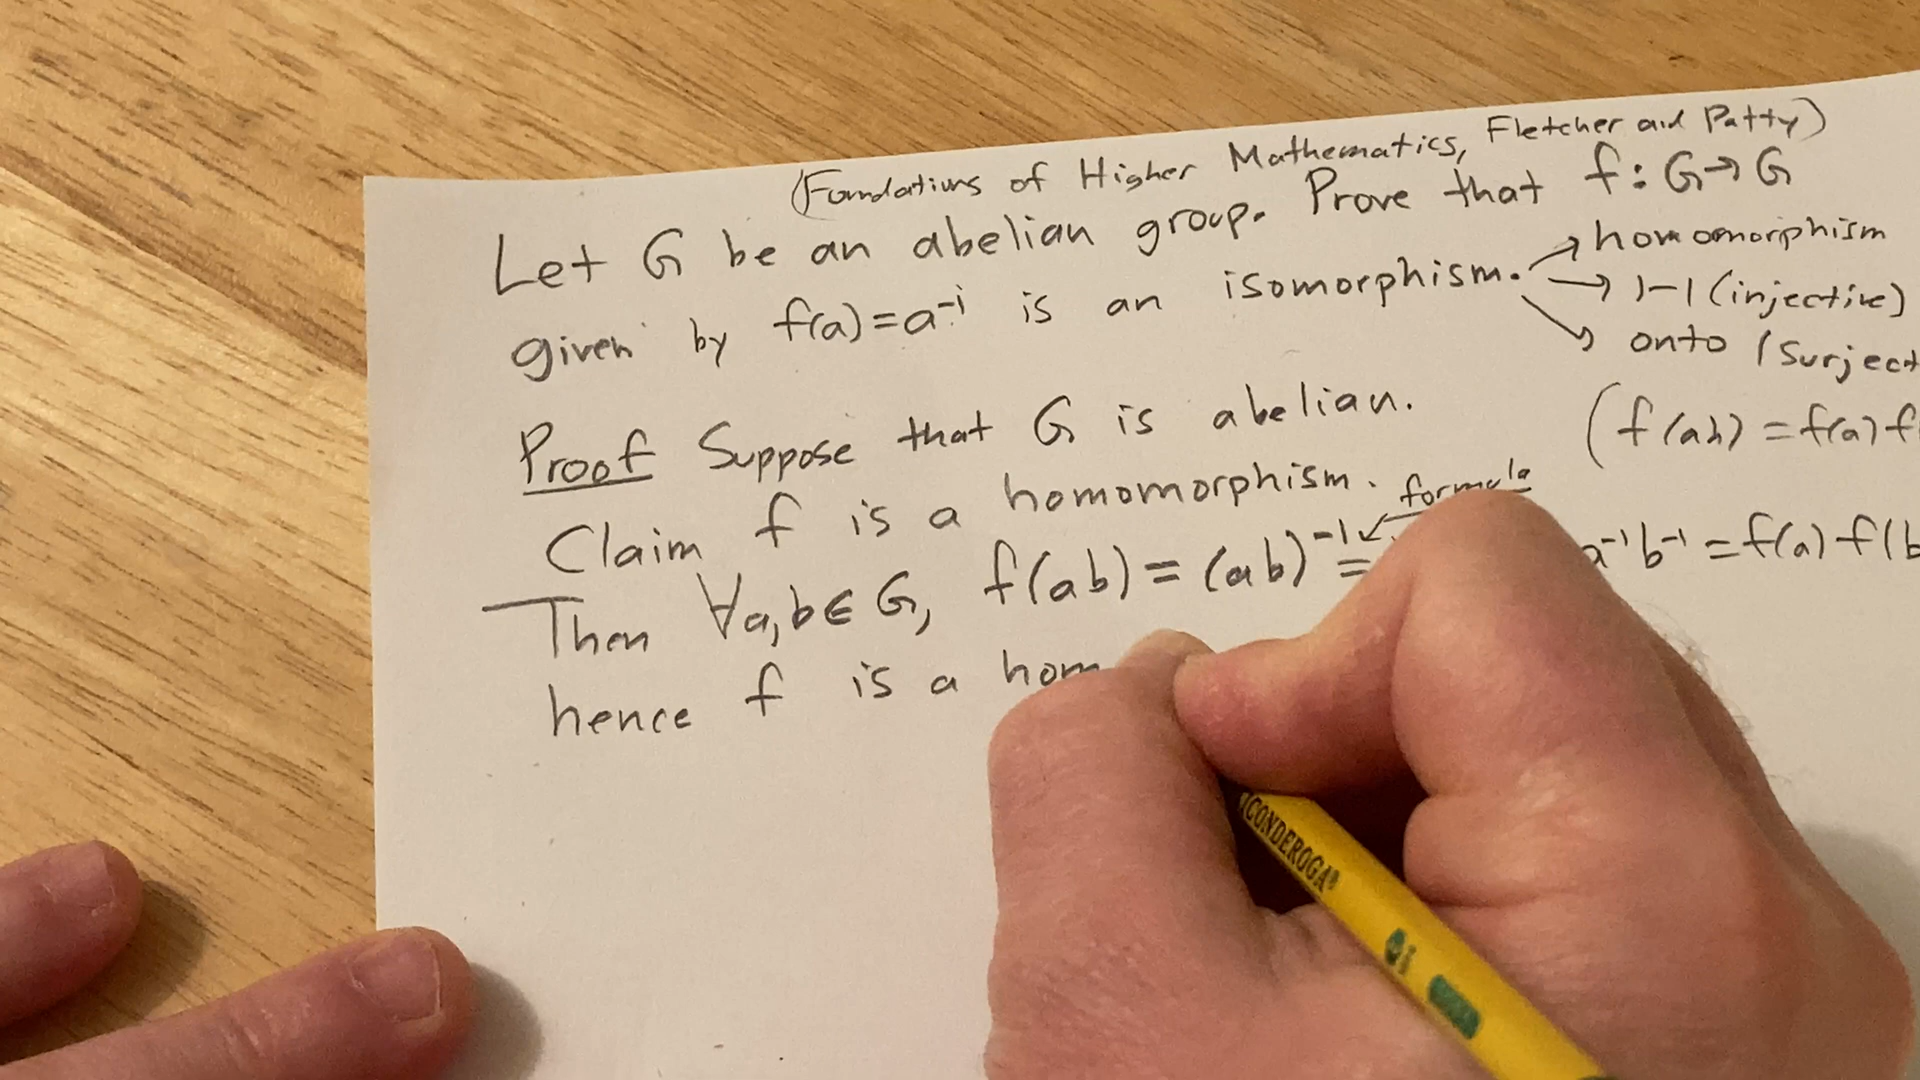 (Foundations of Higher Mathematics, Fletcher and Patty)
Let G be an abelian group. Prove that f: G→G
given by f(a)=a⁻¹ is an isomorphism. → homomorphism
→ 1-1 (injective)
→ onto (surject
Proof Suppose that G is abelian. (f(ab) = f(a) f
Claim f is a homomorphism. formula
Then ∀a,b∈G, f(ab) = (ab)⁻¹ = a⁻¹b⁻¹ = f(a) f(b
hence f is a hom
TICONDEROGA®